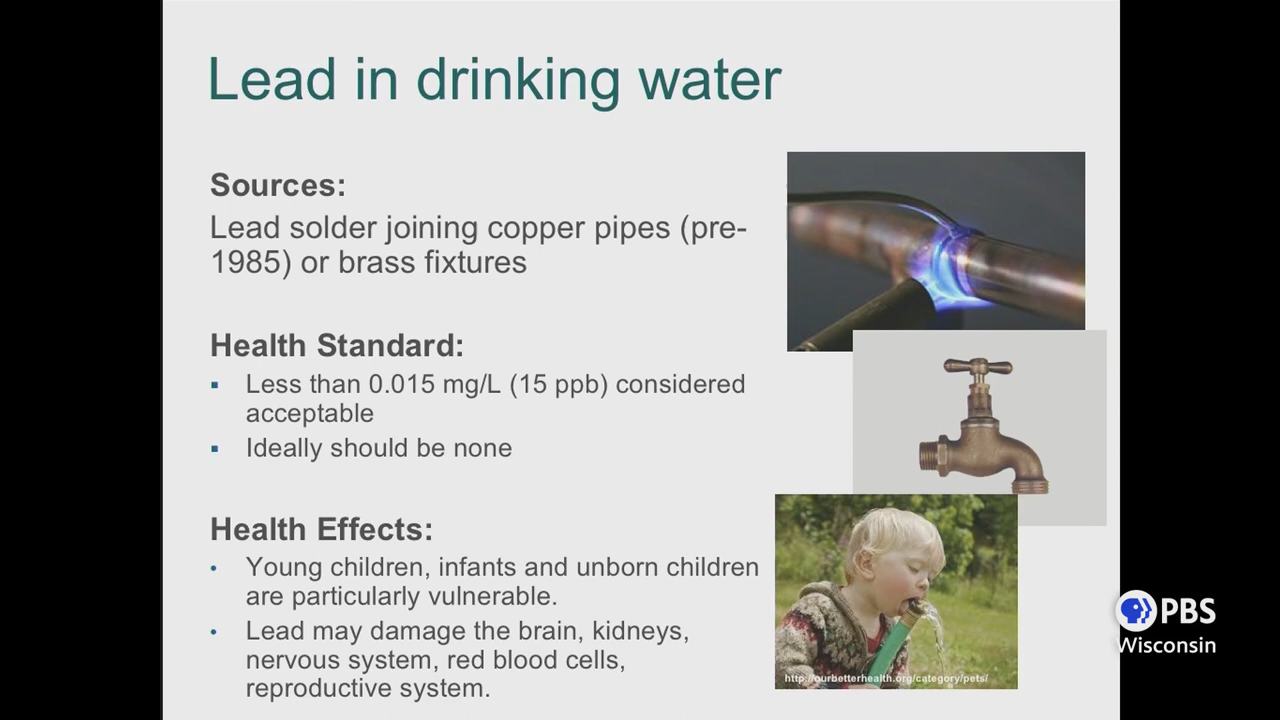 Lead in drinking water
Sources:
Lead solder joining copper pipes (pre-
1985) or brass fixtures
Health Standard:
▪ Less than 0.015 mg/L (15 ppb) considered
acceptable
▪ Ideally should be none
Health Effects:
• Young children, infants and unborn children
are particularly vulnerable.
• Lead may damage the brain, kidneys,
nervous system, red blood cells,
reproductive system.
http://ourbetterhealth.org/category/pets/
PBS
Wisconsin